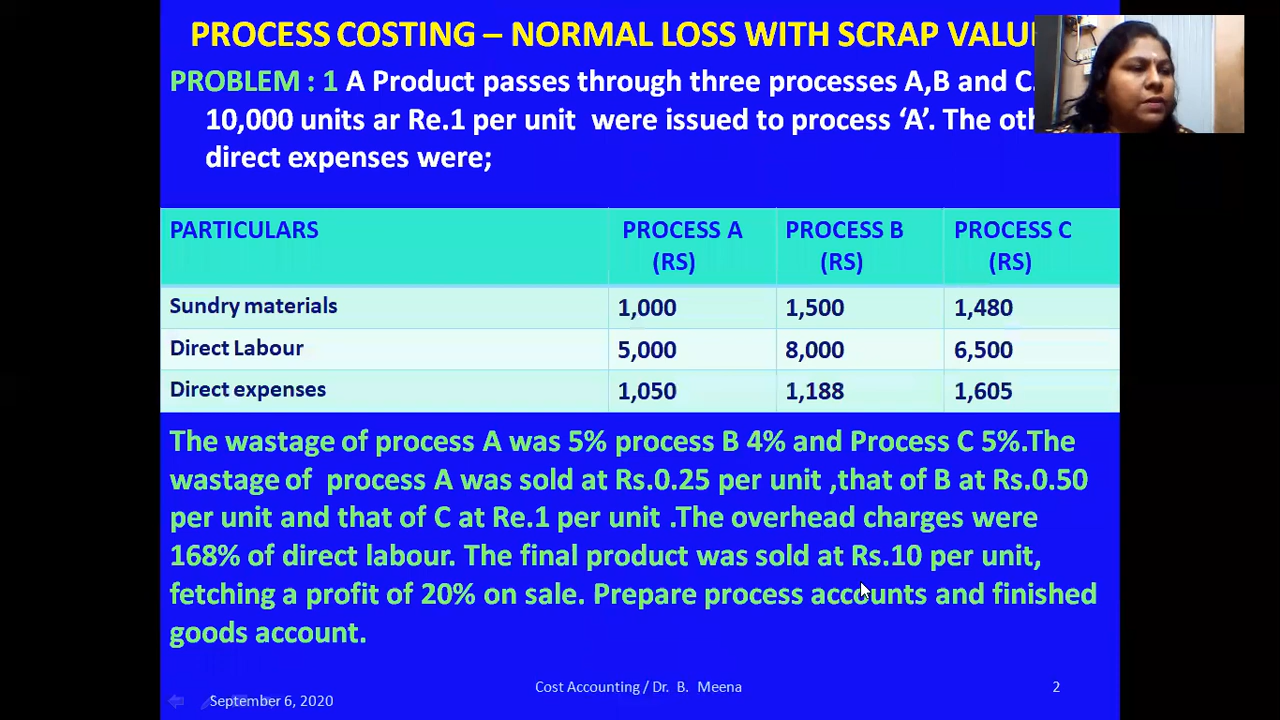 PROCESS COSTING – NORMAL LOSS WITH SCRAP VALU
PROBLEM : 1 A Product passes through three processes A,B and C.
10,000 units ar Re.1 per unit were issued to process ‘A’. The oth
direct expenses were;
PARTICULARS PROCESS A (RS) PROCESS B (RS) PROCESS C (RS)
Sundry materials 1,000 1,500 1,480
Direct Labour 5,000 8,000 6,500
Direct expenses 1,050 1,188 1,605
The wastage of process A was 5% process B 4% and Process C 5%.The
wastage of process A was sold at Rs.0.25 per unit ,that of B at Rs.0.50
per unit and that of C at Re.1 per unit .The overhead charges were
168% of direct labour. The final product was sold at Rs.10 per unit,
fetching a profit of 20% on sale. Prepare process accounts and finished
goods account.
September 6, 2020 Cost Accounting / Dr. B. Meena 2